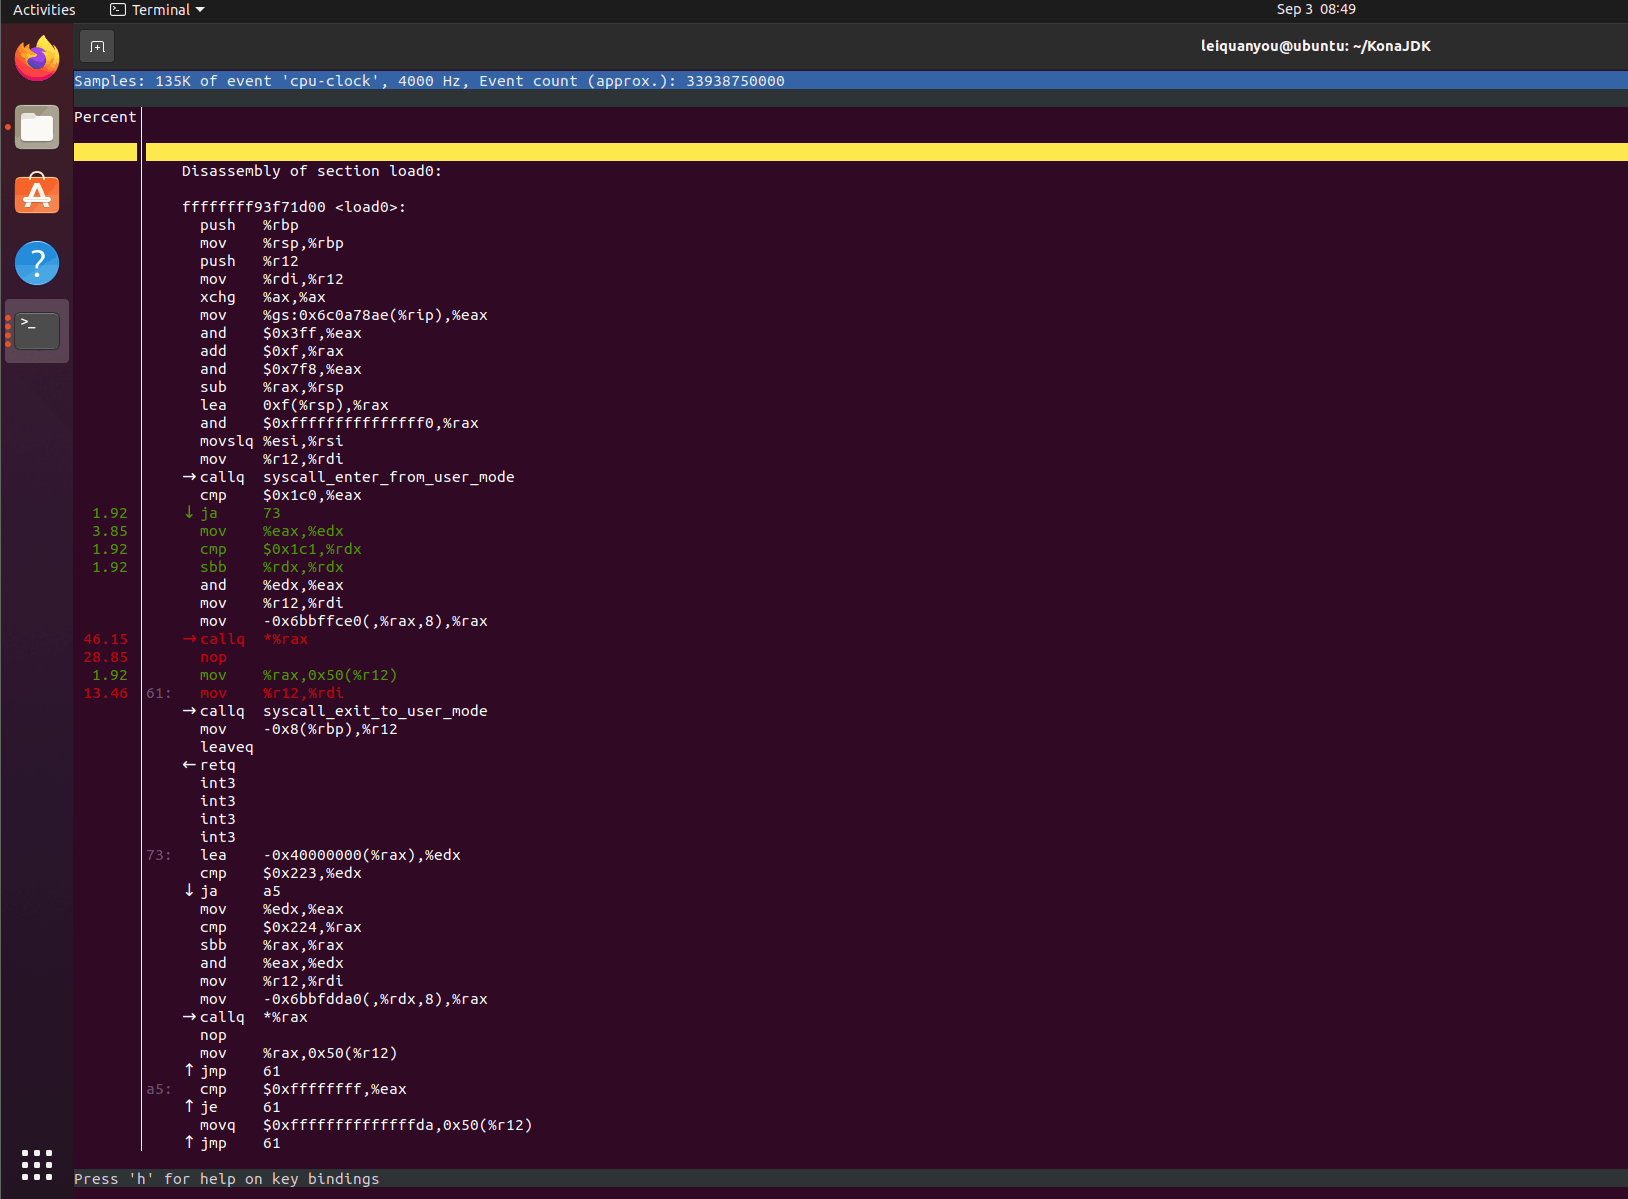 Activities Terminal Sep 3 08:49
leiquanyou@ubuntu: ~/KonaJDK
Samples: 135K of event 'cpu-clock', 4000 Hz, Event count (approx.): 33938750000
Percent
Disassembly of section load0:
ffffffff93f71d00 <load0>:
push %rbp
mov %rsp,%rbp
push %r12
mov %rdi,%r12
xchg %ax,%ax
mov %gs:0x6c0a78ae(%rip),%eax
and $0x3ff,%eax
add $0xf,%rax
and $0x7f8,%eax
sub %rax,%rsp
lea 0xf(%rsp),%rax
and $0xfffffffffffffff0,%rax
movslq %esi,%rsi
mov %r12,%rdi
→ callq syscall_enter_from_user_mode
cmp $0x1c0,%eax
1.92 ↓ ja 73
3.85 mov %eax,%edx
1.92 cmp $0x1c1,%rdx
1.92 sbb %rdx,%rdx
and %edx,%eax
mov %r12,%rdi
mov -0x6bbffce0(,%rax,8),%rax
46.15 → callq *%rax
28.85 nop
1.92 mov %rax,0x50(%r12)
13.46 61: mov %r12,%rdi
→ callq syscall_exit_to_user_mode
mov -0x8(%rbp),%r12
leaveq
← retq
int3
int3
int3
int3
73: lea -0x40000000(%rax),%edx
cmp $0x223,%edx
↓ ja a5
mov %edx,%eax
cmp $0x224,%rax
sbb %rax,%rax
and %eax,%edx
mov %r12,%rdi
mov -0x6bbfdda0(,%rdx,8),%rax
→ callq *%rax
nop
mov %rax,0x50(%r12)
↑ jmp 61
a5: cmp $0xffffffff,%eax
↑ je 61
movq $0xffffffffffffffda,0x50(%r12)
↑ jmp 61
Press 'h' for help on key bindings